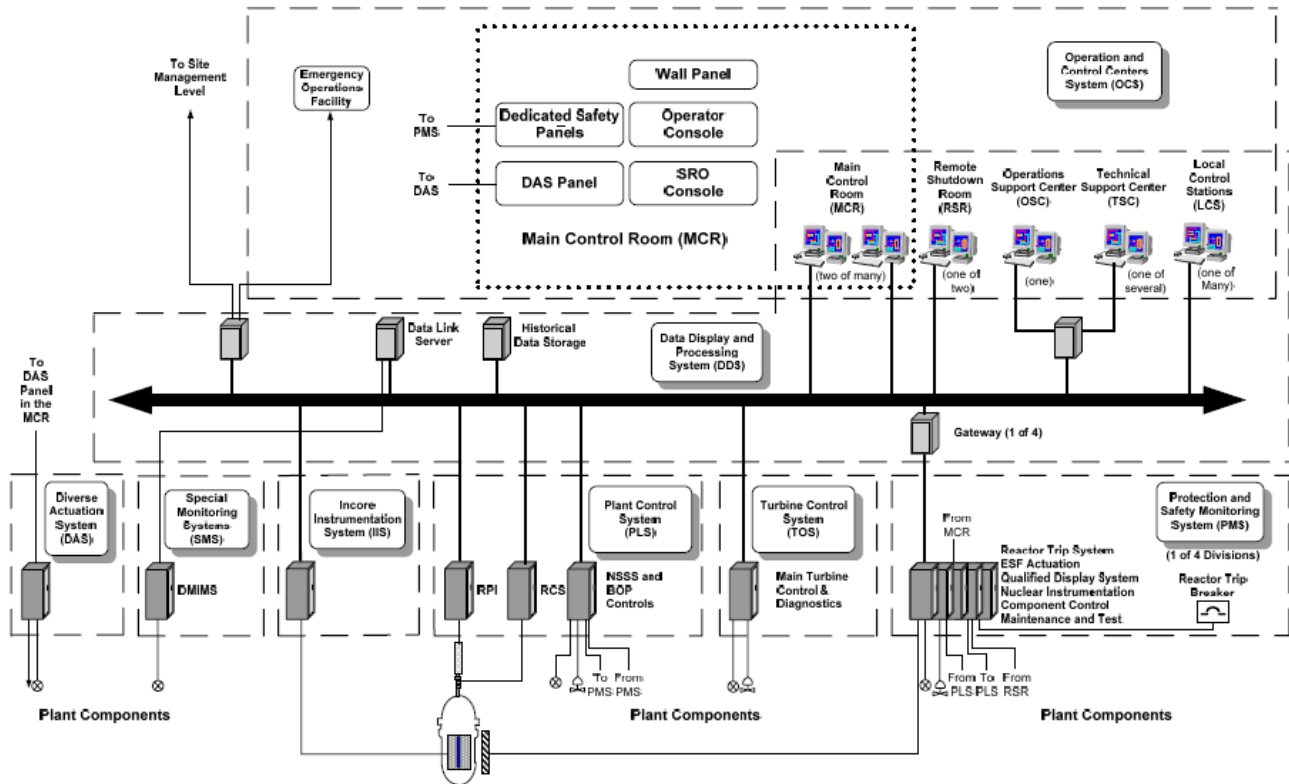 To Site
Management
Level
Emergency
Operations
Facility
Wall Panel
Operation and
Control Centers
System (OCS)
To
PMS
Dedicated Safety
Panels
Operator
Console
To
DAS
DAS Panel
SRO
Console
Main Control Room (MCR)
Main
Control
Room
(MCR)
Remote
Shutdown
Room
(RSR)
Operations
Support Center
(OSC)
Technical
Support Center
(TSC)
Local
Control
Stations
(LCS)
(two of many)
(one of
two)
(one)
(one of
several)
(one of
Many)
Data Link
Server
Historical
Data Storage
Data Display and
Processing
System (DDS)
To
DAS
Panel
in the
MCR
Gateway (1 of 4)
Diverse
Actuation
System
(DAS)
Special
Monitoring
Systems
(SMS)
Incore
Instrumentation
System (IIS)
Plant Control
System
(PLS)
Turbine Control
System
(TOS)
Protection and
Safety Monitoring
System (PMS)
(1 of 4 Divisions)
From
MCR
DMIMS
RPI
RCS
NSSS and
BOP
Controls
Main Turbine
Control &
Diagnostics
Reactor Trip System
ESF Actuation
Qualified Display System
Nuclear Instrumentation
Component Control
Maintenance and Test
Reactor Trip
Breaker
To
PMS
From
PMS
From
PLS
To
PLS
From
RSR
Plant Components
Plant Components
Plant Components